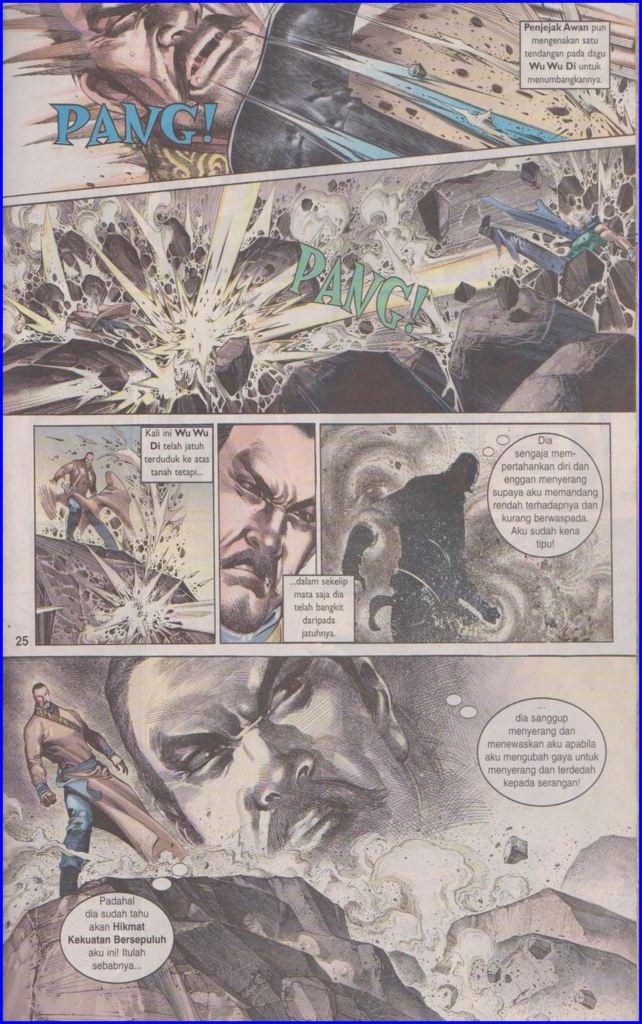 Penjejak Awan pun
mengenakan satu
tendangan pada dagu
Wu Wu Di untuk
menumbangkannya.
PANG!
PANG!
Kali ini Wu Wu
Di telah jatuh
terduduk ke atas
tanah tetapi...
...dalam sekelip
mata saja dia
telah bangkit
daripada
jatuhnya.
Dia
sengaja mem-
pertahankan diri dan
enggan menyerang
supaya aku memandang
rendah terhadapnya dan
kurang berwaspada.
Aku sudah kena
tipu!
25
...
dia sanggup
menyerang dan
menewaskan aku apabila
aku mengubah gaya untuk
menyerang dan terdedah
kepada serangan!
Padahal
dia sudah tahu
akan Hikmat
Kekuatan Bersepuluh
aku ini! Itulah
sebabnya...